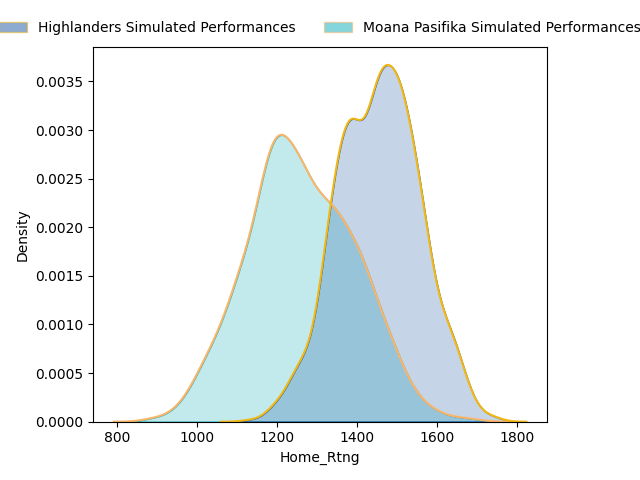 Highlanders Simulated Performances Moana Pasifika Simulated Performances
0.0035
0.0030
0.0025
0.0020
0.0015
0.0010
0.0005
0.0000
Density
800 1000 1200 1400 1600 1800
Home_Rtng